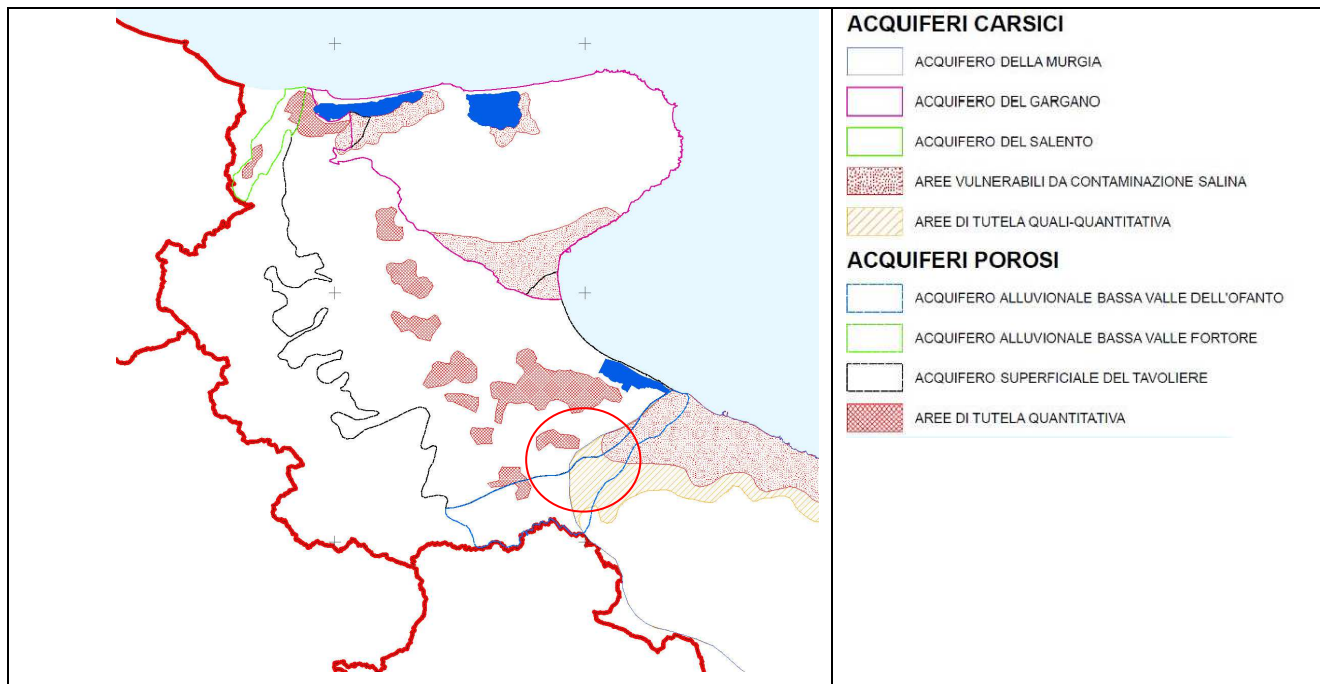 ACQUIFERI CARSICI
ACQUIFERO DELLA MURGIA
ACQUIFERO DEL GARGANO
ACQUIFERO DEL SALENTO
AREE VULNERABILI DA CONTAMINAZIONE SALINA
AREE DI TUTELA QUALI-QUANTITATIVA
ACQUIFERI POROSI
ACQUIFERO ALLUVIONALE BASSA VALLE DELL'OFANTO
ACQUIFERO ALLUVIONALE BASSA VALLE FORTORE
ACQUIFERO SUPERFICIALE DEL TAVOLIERE
AREE DI TUTELA QUANTITATIVA